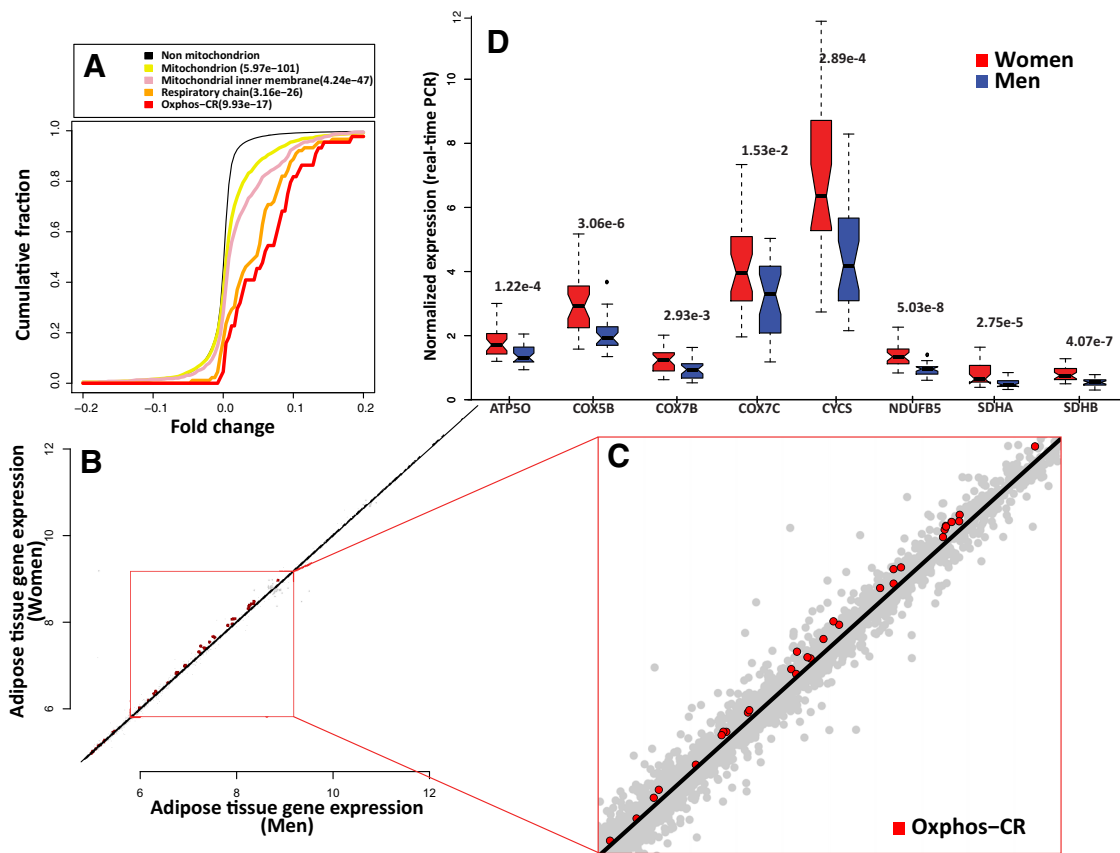 A
Non mitochondrion
Mitochondrion (5.97e−101)
Mitochondrial inner membrane(4.24e−47)
Respiratory chain(3.16e−26)
Oxphos−CR(9.93e−17)
Cumulative fraction
1.0
0.8
0.6
0.4
0.2
0.0
−0.2
−0.1
0.0
0.1
0.2
Fold change
D
Women
Men
Normalized expression (real-time PCR)
12
10
8
6
4
2
0
1.22e-4
3.06e-6
2.93e-3
1.53e-2
2.89e-4
5.03e-8
2.75e-5
4.07e-7
ATP5O
COX5B
COX7B
COX7C
CYCS
NDUFB5
SDHA
SDHB
B
Adipose tissue gene expression
(Women)
12
10
8
6
6
8
10
12
Adipose tissue gene expression
(Men)
C
Oxphos−CR